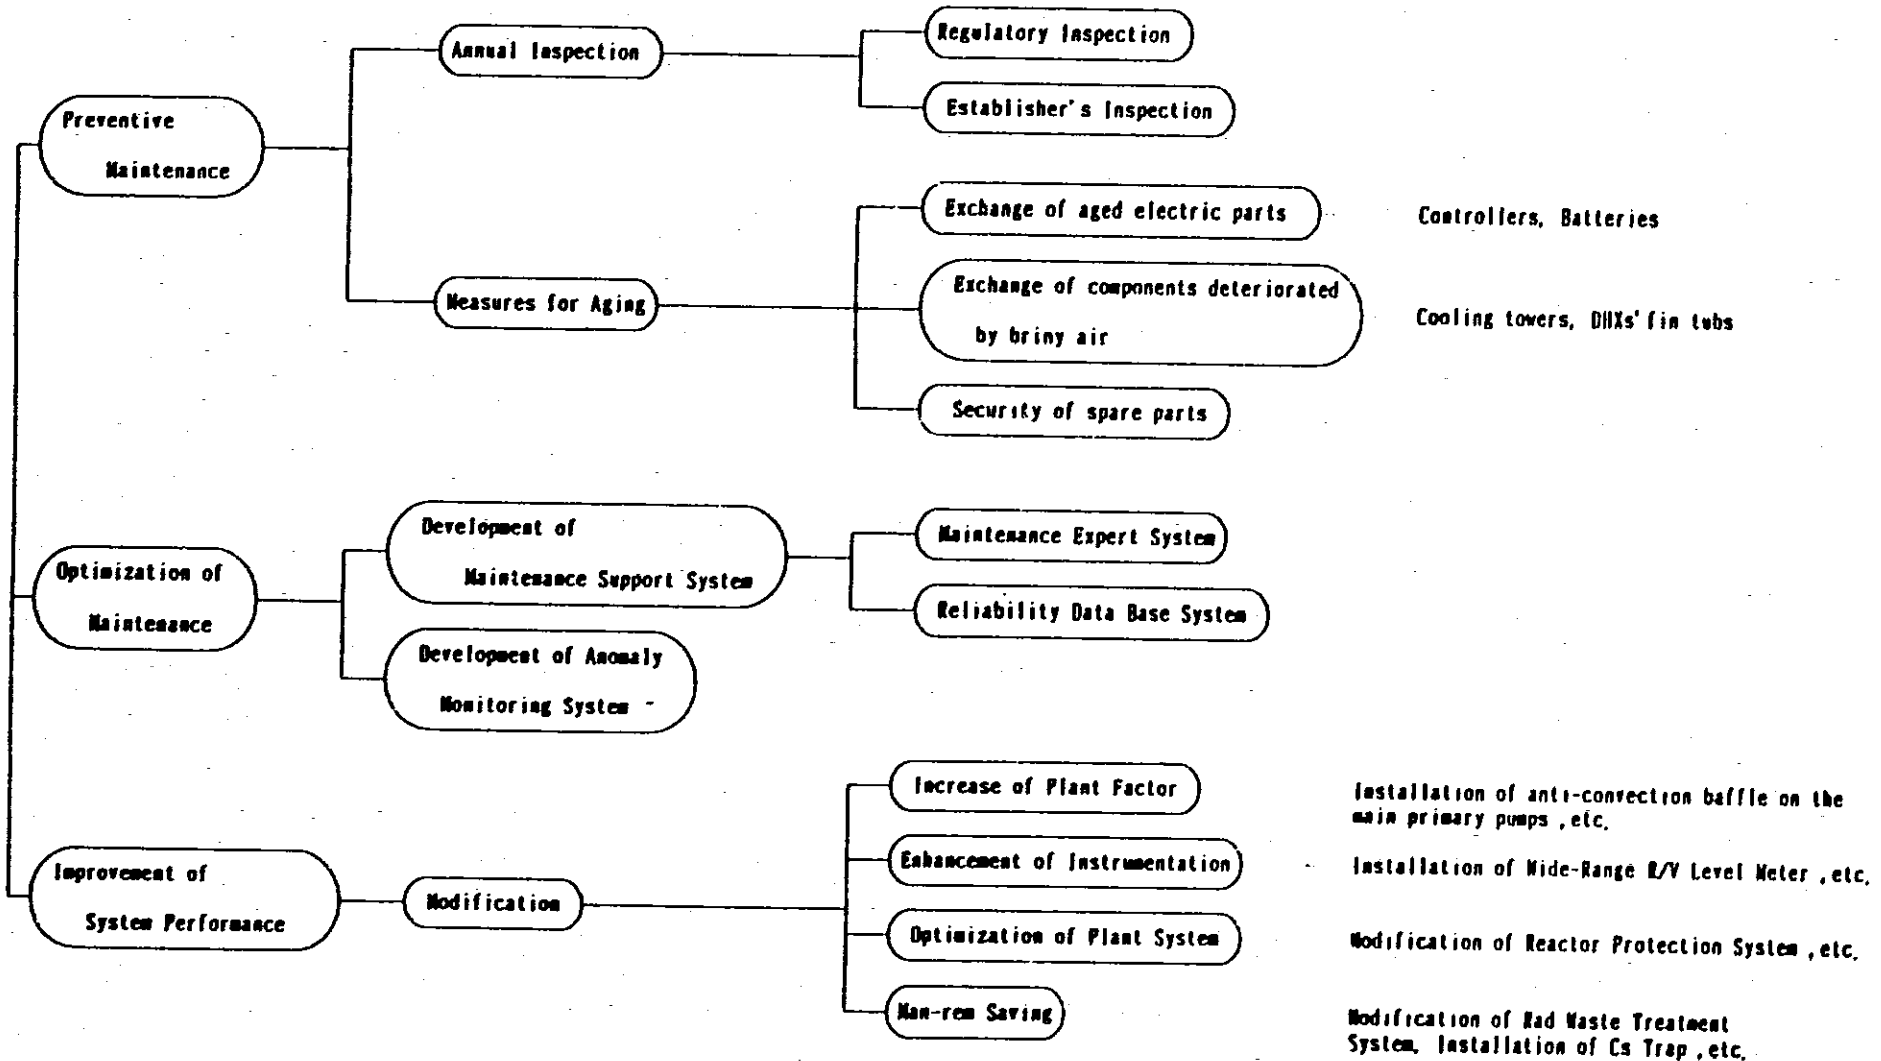 Preventive
Maintenance
Annual Inspection
Regulatory Inspection
Establisher's Inspection
Measures for Aging
Exchange of aged electric parts
Controllers, Batteries
Exchange of components deteriorated
by briny air
Cooling towers, DHXs' fin tubs
Security of spare parts
Optimization of
Maintenance
Development of
Maintenance Support System
Maintenance Expert System
Reliability Data Base System
Development of Anomaly
Monitoring System
Improvement of
System Performance
Modification
Increase of Plant Factor
Installation of anti-convection baffle on the
main primary pumps ,etc.
Enhancement of Instrumentation
Installation of Wide-Range R/V Level Meter ,etc.
Optimization of Plant System
Modification of Reactor Protection System ,etc.
Man-rem Saving
Modification of Rad Waste Treatment
System, Installation of Cs Trap ,etc.